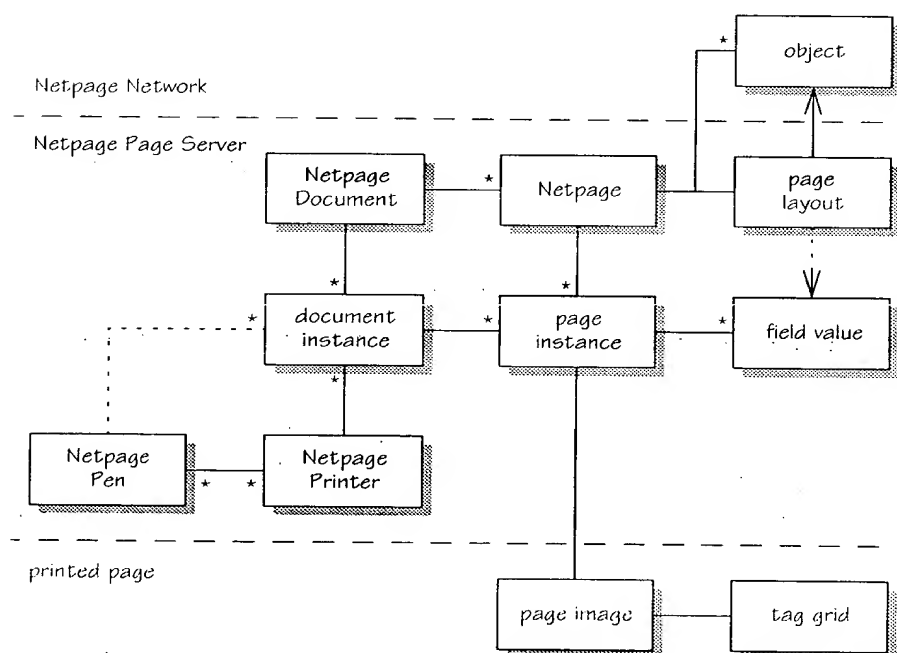 object
Netpage Network
Netpage Page Server
Netpage
Document
Netpage
page
layout
document
instance
page
instance
field value
Netpage
Pen
Netpage
Printer
printed page
page image
tag grid